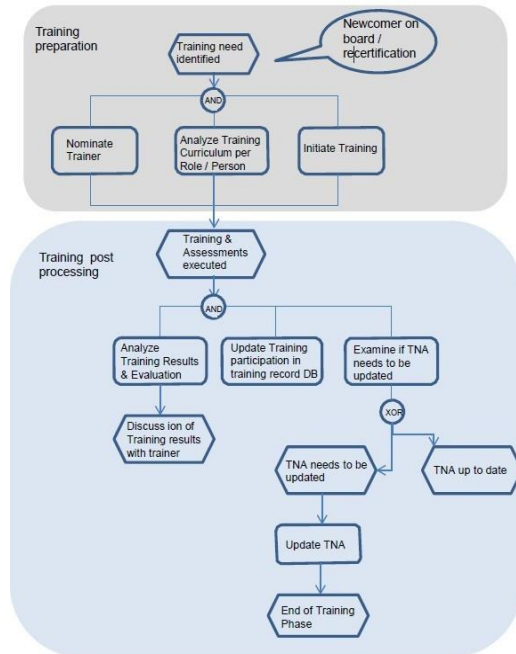 Training
preparation
Training need
identified
Newcomer on
board /
recertification
AND
Nominate
Trainer
Analyze Training
Curriculum per
Role / Person
Initiate Training
Training post
processing
Training &
Assessments
executed
AND
Analyze
Training Results
& Evaluation
Update Training
participation in
training record DB
Examine if TNA
needs to be
updated
XOR
Discuss ion of
Training results
with trainer
TNA needs to be
updated
TNA up to date
Update TNA
End of Training
Phase